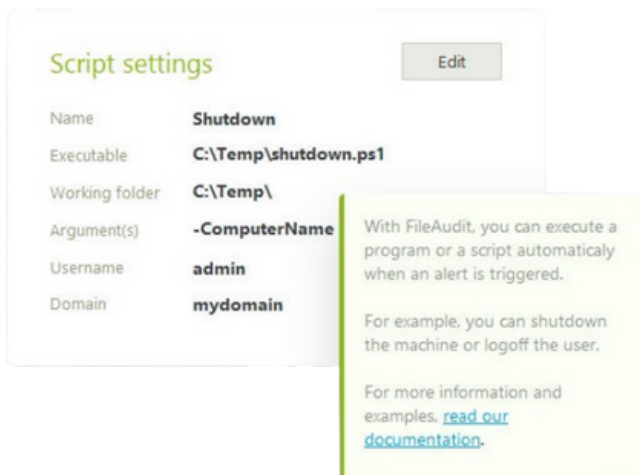 Script settings
Edit
Name Shutdown
Executable C:\Temp\shutdown.ps1
Working folder C:\Temp\
Argument(s) -ComputerName
Username admin
Domain mydomain
With FileAudit, you can execute a
program or a script automaticaly
when an alert is triggered.
For example, you can shutdown
the machine or logoff the user.
For more information and
examples, read our
documentation.